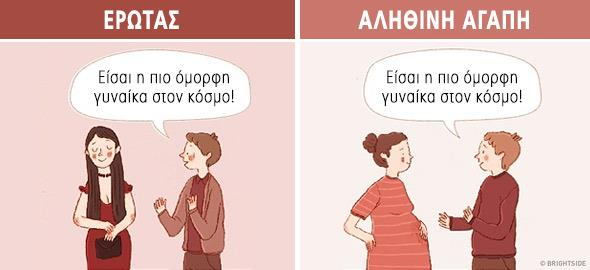 ΕΡΩΤΑΣ
ΑΛΗΘΙΝΗ ΑΓΑΠΗ
Είσαι η πιο όμορφη
γυναίκα στον κόσμο!
Είσαι η πιο όμορφη
γυναίκα στον κόσμο!
© BRIGHTSIDE